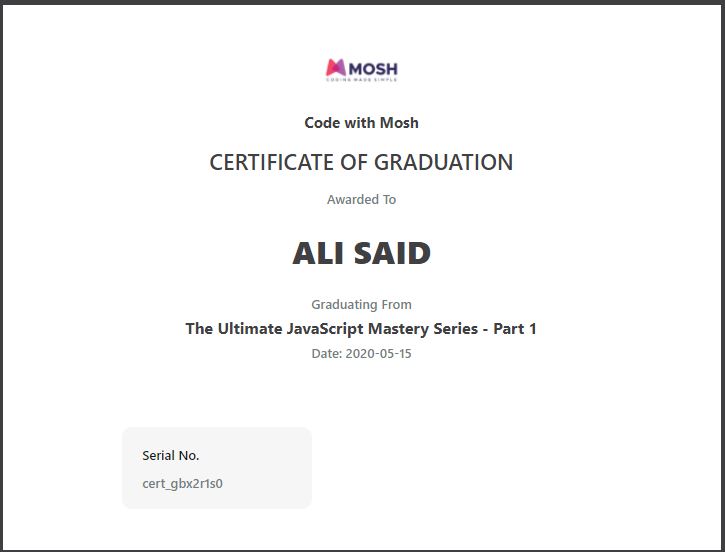 MOSH
CODING MADE SIMPLE
Code with Mosh
CERTIFICATE OF GRADUATION
Awarded To
ALI SAID
Graduating From
The Ultimate JavaScript Mastery Series - Part 1
Date: 2020-05-15
Serial No.
cert_gbx2r1s0